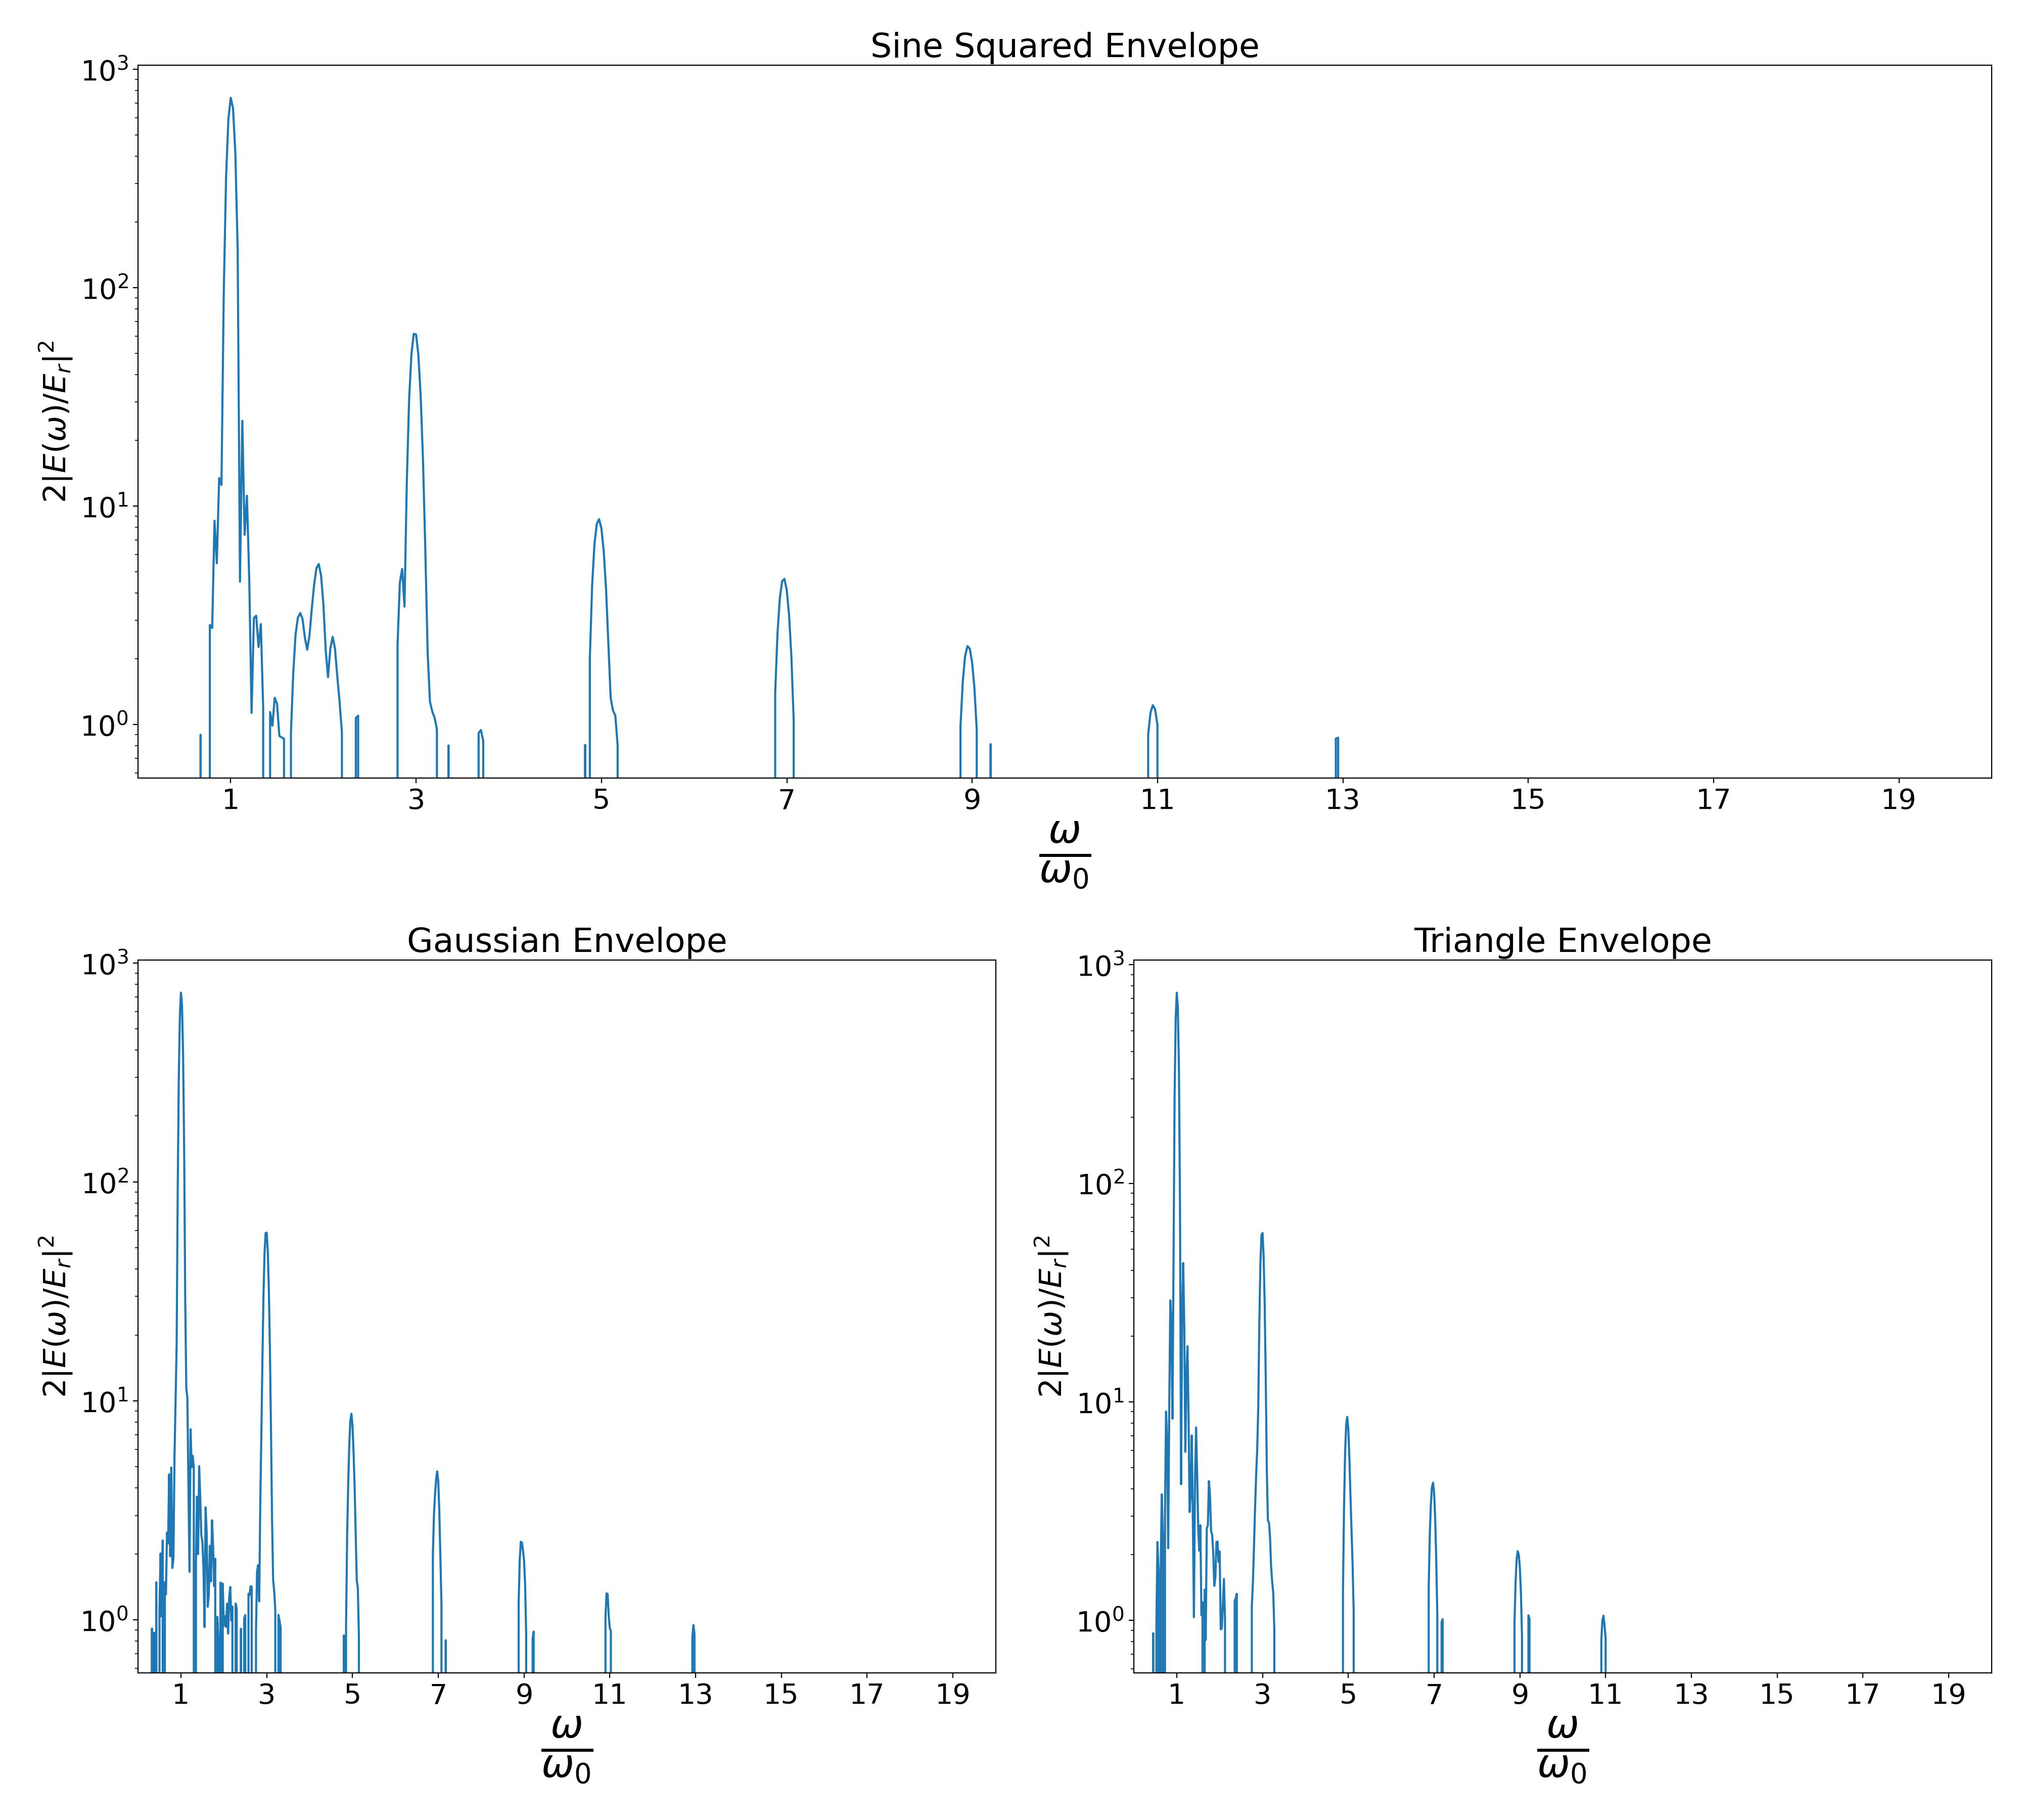 Sine Squared Envelope
10³
10²
10¹
10⁰
2|E(ω)/Eᵣ|²
1 3 5 7 9 11 13 15 17 19
ω
ω₀
Gaussian Envelope
10³
10²
10¹
10⁰
2|E(ω)/Eᵣ|²
1 3 5 7 9 11 13 15 17 19
ω
ω₀
Triangle Envelope
10³
10²
10¹
10⁰
2|E(ω)/Eᵣ|²
1 3 5 7 9 11 13 15 17 19
ω
ω₀